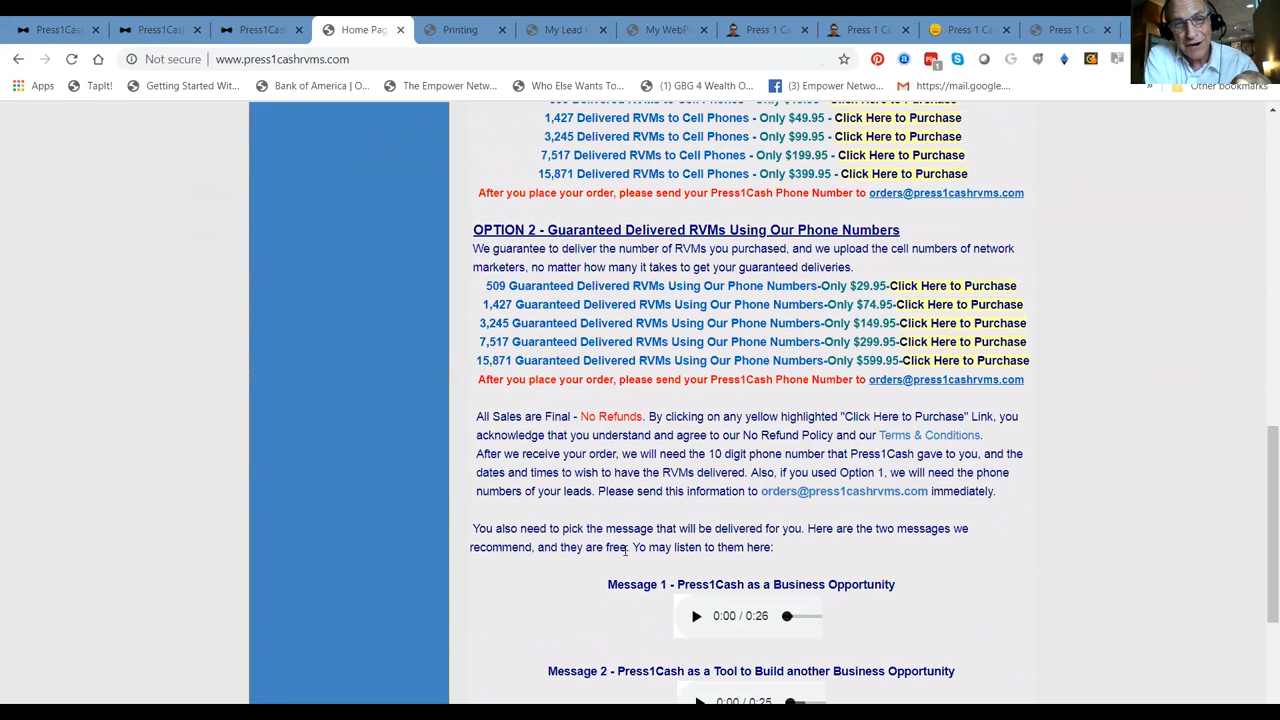 Press1Cas
Press1Cash
Press1Cash
Home Pag
Printing
My Lead C
My WebPa
Press 1 Ca
Press 1 Ca
Press 1 C
Press 1 Ca
Not secure
www.press1cashrvms.com
Apps
TapIt!
Getting Started Wit...
Bank of America | O...
The Empower Netw...
Who Else Wants To...
(1) GBG 4 Wealth O...
(3) Empower Netwo...
https://mail.google....
Other bookmarks
1,427 Delivered RVMs to Cell Phones - Only $49.95 - Click Here to Purchase
3,245 Delivered RVMs to Cell Phones - Only $99.95 - Click Here to Purchase
7,517 Delivered RVMs to Cell Phones - Only $199.95 - Click Here to Purchase
15,871 Delivered RVMs to Cell Phones - Only $399.95 - Click Here to Purchase
After you place your order, please send your Press1Cash Phone Number to orders@press1cashrvms.com
OPTION 2 - Guaranteed Delivered RVMs Using Our Phone Numbers
We guarantee to deliver the number of RVMs you purchased, and we upload the cell numbers of network
marketers, no matter how many it takes to get your guaranteed deliveries.
509 Guaranteed Delivered RVMs Using Our Phone Numbers-Only $29.95-Click Here to Purchase
1,427 Guaranteed Delivered RVMs Using Our Phone Numbers-Only $74.95-Click Here to Purchase
3,245 Guaranteed Delivered RVMs Using Our Phone Numbers-Only $149.95-Click Here to Purchase
7,517 Guaranteed Delivered RVMs Using Our Phone Numbers-Only $299.95-Click Here to Purchase
15,871 Guaranteed Delivered RVMs Using Our Phone Numbers-Only $599.95-Click Here to Purchase
After you place your order, please send your Press1Cash Phone Number to orders@press1cashrvms.com
All Sales are Final - No Refunds. By clicking on any yellow highlighted "Click Here to Purchase" Link, you
acknowledge that you understand and agree to our No Refund Policy and our Terms & Conditions.
After we receive your order, we will need the 10 digit phone number that Press1Cash gave to you, and the
dates and times to wish to have the RVMs delivered. Also, if you used Option 1, we will need the phone
numbers of your leads. Please send this information to orders@press1cashrvms.com immediately.
You also need to pick the message that will be delivered for you. Here are the two messages we
recommend, and they are free. Yo may listen to them here:
Message 1 - Press1Cash as a Business Opportunity
0:00 / 0:26
Message 2 - Press1Cash as a Tool to Build another Business Opportunity
0:00 / 0:25